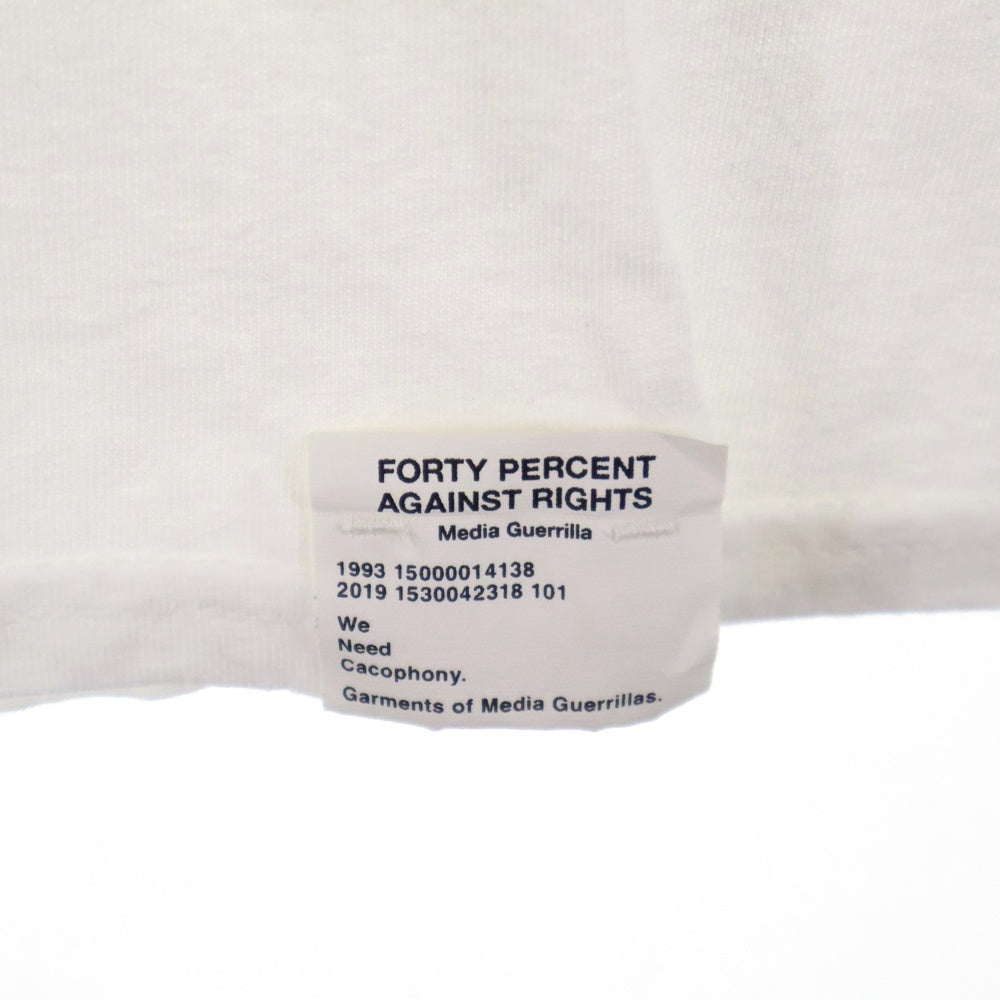 FORTY PERCENT
AGAINST RIGHTS
Media Guerrilla
1993 15000014138
2019 1530042318 101
We
Need
Cacophony.
Garments of Media Guerrillas.